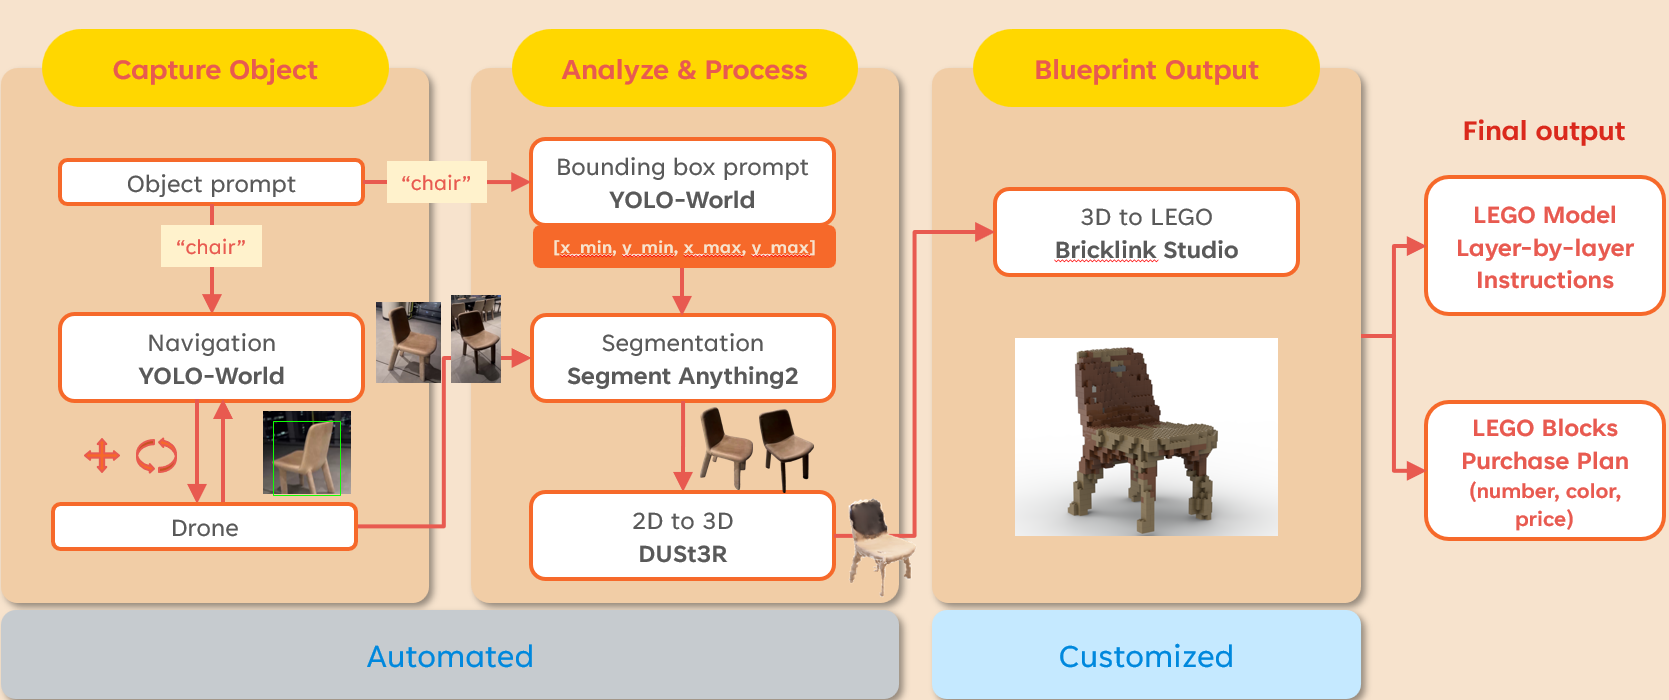 Capture Object
Object prompt
“chair”
“chair”
Navigation
YOLO-World
Drone
Analyze & Process
Bounding box prompt
YOLO-World
[x_min, y_min, x_max, y_max]
Segmentation
Segment Anything2
2D to 3D
DUSt3R
Blueprint Output
3D to LEGO
Bricklink Studio
Final output
LEGO Model
Layer-by-layer
Instructions
LEGO Blocks
Purchase Plan
(number, color,
price)
Automated
Customized